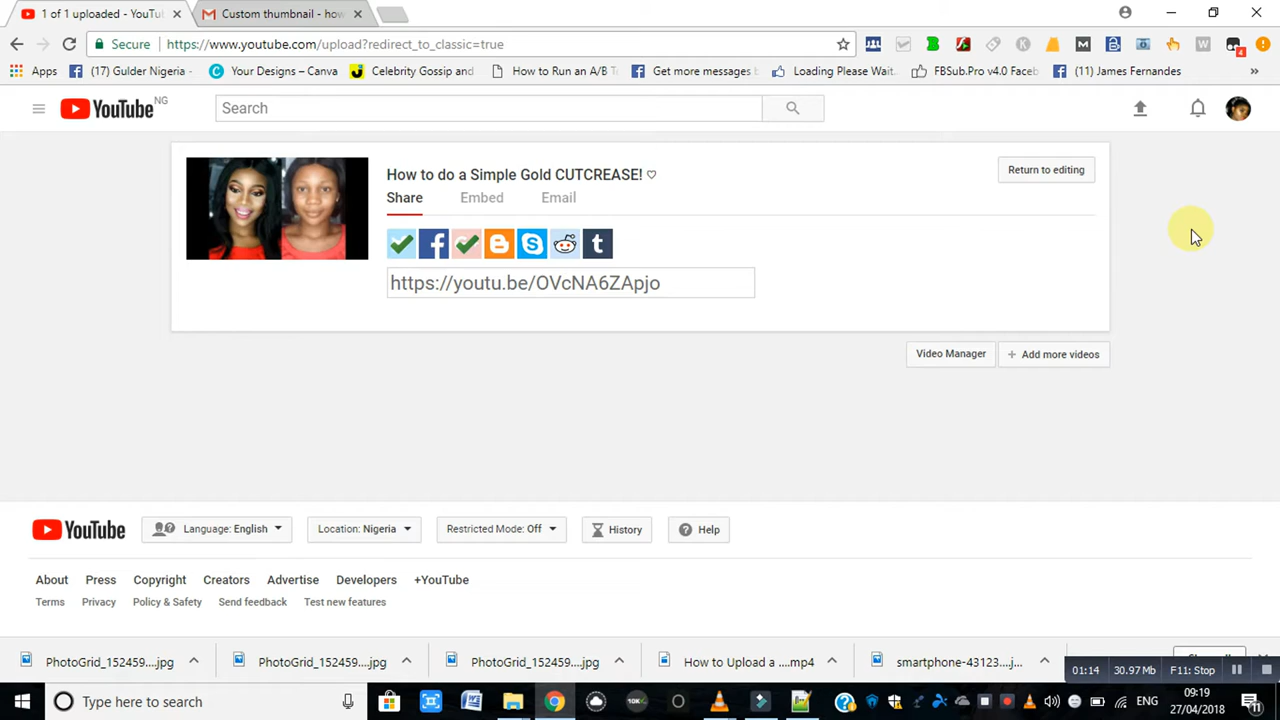 1 of 1 uploaded - YouTu
Custom thumbnail - how
Secure
https://www.youtube.com/upload?redirect_to_classic=true
4
Apps
(17) Gulder Nigeria -
Your Designs – Canva
Celebrity Gossip and
How to Run an A/B T
Get more messages
Loading Please Wait
FBSub.Pro v4.0 Faceb
(11) James Fernandes
YouTube NG
Search
How to do a Simple Gold CUTCREASE! ♡
Return to editing
Share
Embed
Email
https://youtu.be/OVcNA6ZApjo
Video Manager
+ Add more videos
YouTube
Language: English
Location: Nigeria
Restricted Mode: Off
History
Help
About
Press
Copyright
Creators
Advertise
Developers
+YouTube
Terms
Privacy
Policy & Safety
Send feedback
Test new features
PhotoGrid_152459....jpg
PhotoGrid_152459....jpg
PhotoGrid_152459....jpg
How to Upload a ....mp4
smartphone-43123...j...
01:14
30.97 Mb
F11: Stop
Type here to search
10K
ENG
09:19
27/04/2018